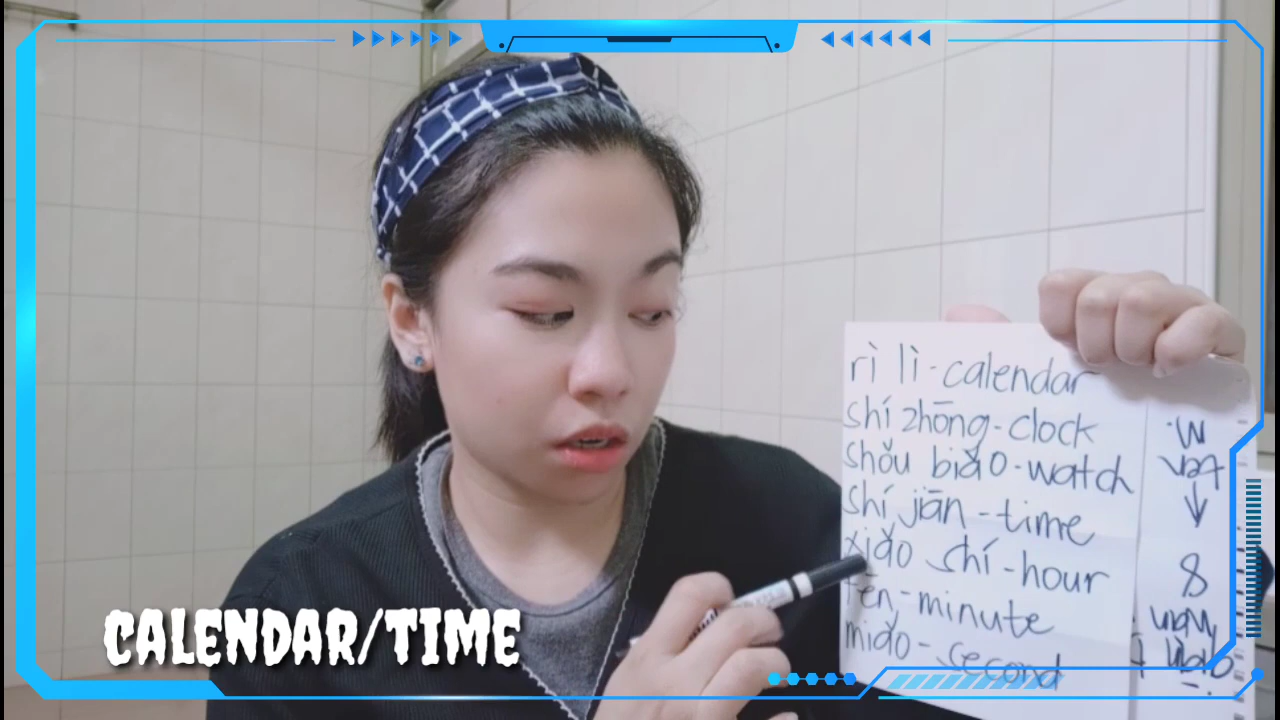 rì lì - calendar
shí zhōng - clock
shǒu biǎo - watch
shí jiān - time
xiǎo shí - hour
fēn - minute
miǎo - second
8
CALENDAR/TIME